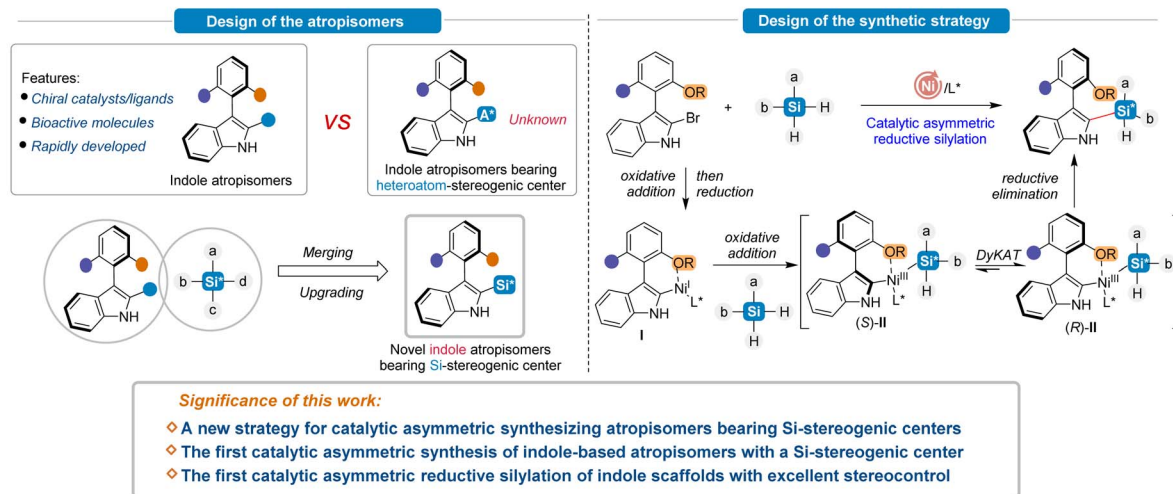 Design of the atropisomers
Features:
Chiral catalysts/ligands
Bioactive molecules
Rapidly developed
NH
Indole atropisomers
VS
A*
Unknown
NH
Indole atropisomers bearing
heteroatom-stereogenic center
NH
a
b
Si*
d
c
Merging
Upgrading
Si*
NH
Novel indole atropisomers
bearing Si-stereogenic center
Design of the synthetic strategy
OR
Br
NH
+
a
b
Si
H
H
Ni
/L*
Catalytic asymmetric
reductive silylation
OR
a
Si*
b
H
NH
oxidative
addition
then
reduction
reductive
elimination
OR
NiI
L*
NH
I
oxidative
addition
a
b
Si
H
H
OR
a
Si*
b
H
NiIII
L*
NH
(S)-II
DyKAT
OR
a
Si*
b
H
NiIII
L*
NH
(R)-II
Significance of this work:
A new strategy for catalytic asymmetric synthesizing atropisomers bearing Si-stereogenic centers
The first catalytic asymmetric synthesis of indole-based atropisomers with a Si-stereogenic center
The first catalytic asymmetric reductive silylation of indole scaffolds with excellent stereocontrol